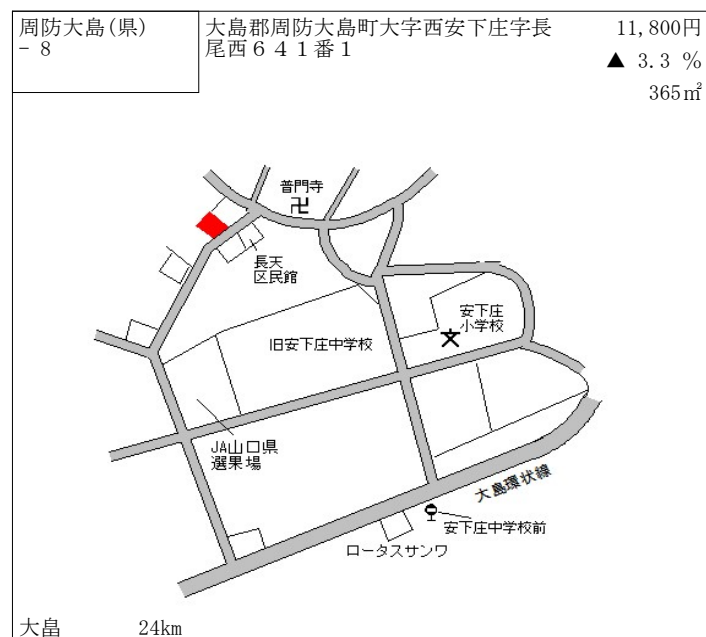 周防大島(県)
- 8
大島郡周防大島町大字西安下庄字長
尾西６４１番１
11,800円
▲ 3.3 %
365㎡
普門寺
卍
長天
区民館
安下庄
小学校
文
旧安下庄中学校
JA山口県
選果場
大島環状線
安下庄中学校前
ロータスサンワ
大畠 24km